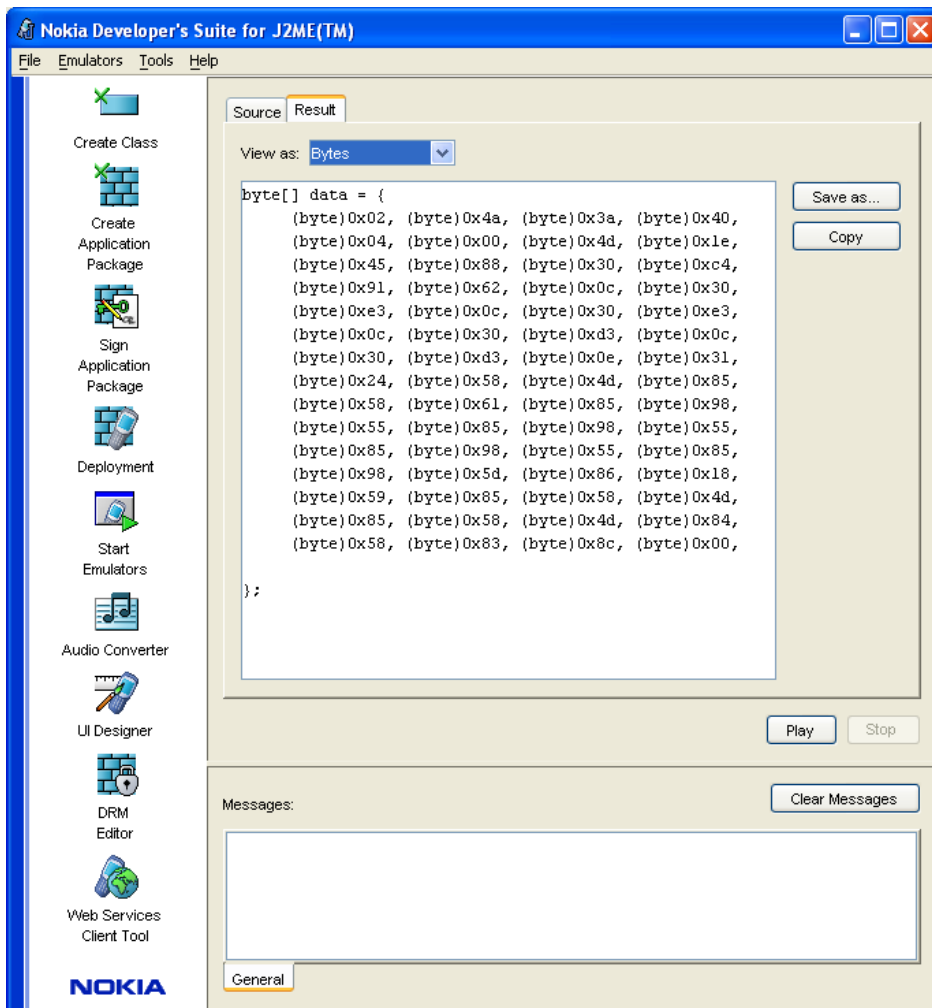 Nokia Developer's Suite for J2ME(TM)
File Emulators Tools Help
Create Class
Create
Application
Package
Sign
Application
Package
Deployment
Start
Emulators
Audio Converter
UI Designer
DRM
Editor
Web Services
Client Tool
NOKIA
Source Result
View as: Bytes
byte[] data = {
(byte)0x02, (byte)0x4a, (byte)0x3a, (byte)0x40,
(byte)0x04, (byte)0x00, (byte)0x4d, (byte)0x1e,
(byte)0x45, (byte)0x88, (byte)0x30, (byte)0xc4,
(byte)0x91, (byte)0x62, (byte)0x0c, (byte)0x30,
(byte)0xe3, (byte)0x0c, (byte)0x30, (byte)0xe3,
(byte)0x0c, (byte)0x30, (byte)0xd3, (byte)0x0c,
(byte)0x30, (byte)0xd3, (byte)0x0e, (byte)0x31,
(byte)0x24, (byte)0x58, (byte)0x4d, (byte)0x85,
(byte)0x58, (byte)0x61, (byte)0x85, (byte)0x98,
(byte)0x55, (byte)0x85, (byte)0x98, (byte)0x55,
(byte)0x85, (byte)0x98, (byte)0x55, (byte)0x85,
(byte)0x98, (byte)0x5d, (byte)0x86, (byte)0x18,
(byte)0x59, (byte)0x85, (byte)0x58, (byte)0x4d,
(byte)0x85, (byte)0x58, (byte)0x4d, (byte)0x84,
(byte)0x58, (byte)0x83, (byte)0x8c, (byte)0x00,
};
Save as...
Copy
Play Stop
Messages:
Clear Messages
General